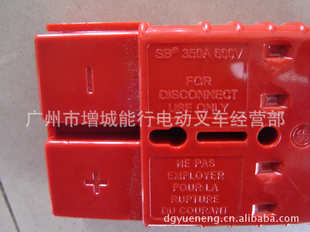 SB® 350A 600V
FOR
DISCONNECT
USE ONLY
广州市增城能行电动叉车经营部
NE PAS
EMPLOYER
POUR LA
RUPTURE
DU COURANT
dgyueneng.cn.alibaba.com